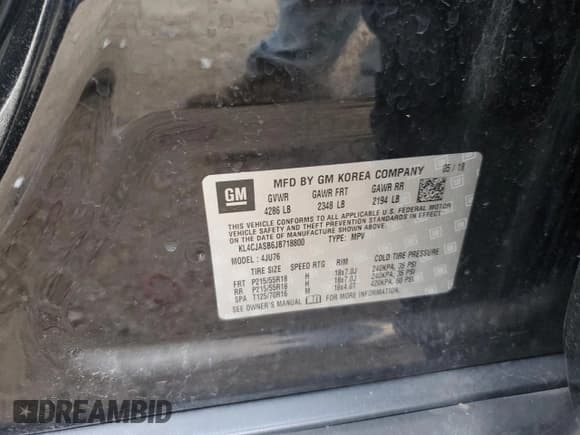 GM
MFD BY GM KOREA COMPANY 05/18
GVWR GAWR FRT GAWR RR
4286 LB 2348 LB 2194 LB
THIS VEHICLE CONFORMS TO ALL APPLICABLE U.S. FEDERAL MOTOR
VEHICLE SAFETY AND THEFT PREVENTION STANDARDS IN EFFECT ON
THE DATE OF MANUFACTURE SHOWN ABOVE.
KL4CJASB6JB718800 TYPE: MPV
MODEL: 4JU76
TIRE SIZE SPEED RTG RIM COLD TIRE PRESSURE
FRT P215/55R18 H 18x7.0J 240KPA, 35 PSI
RR P215/55R18 H 18x7.0J 240KPA, 35 PSI
SPA T125/70R16 M 16x4.0T 420KPA, 60 PSI
SEE OWNER'S MANUAL FOR MORE INFORMATION.
DREAMBID